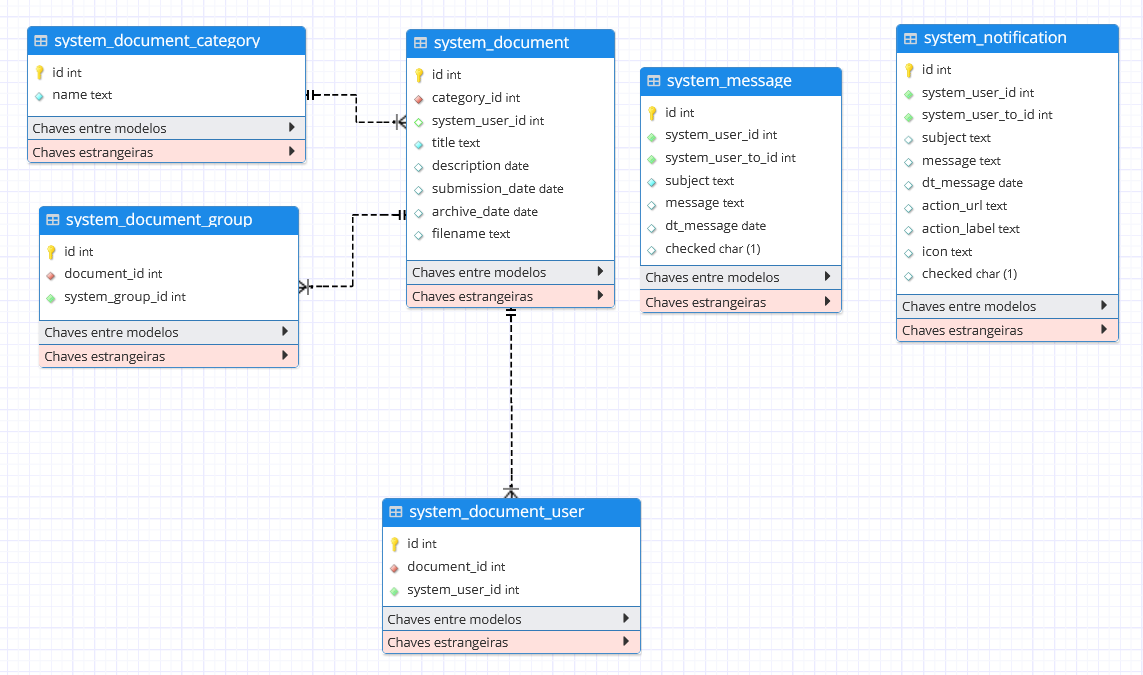 system_document_category
id int
name text
Chaves entre modelos
Chaves estrangeiras
system_document
id int
category_id int
system_user_id int
title text
description date
submission_date date
archive_date date
filename text
Chaves entre modelos
Chaves estrangeiras
system_message
id int
system_user_id int
system_user_to_id int
subject text
message text
dt_message date
checked char (1)
Chaves entre modelos
Chaves estrangeiras
system_notification
id int
system_user_id int
system_user_to_id int
subject text
message text
dt_message date
action_url text
action_label text
icon text
checked char (1)
Chaves entre modelos
Chaves estrangeiras
system_document_group
id int
document_id int
system_group_id int
Chaves entre modelos
Chaves estrangeiras
system_document_user
id int
document_id int
system_user_id int
Chaves entre modelos
Chaves estrangeiras